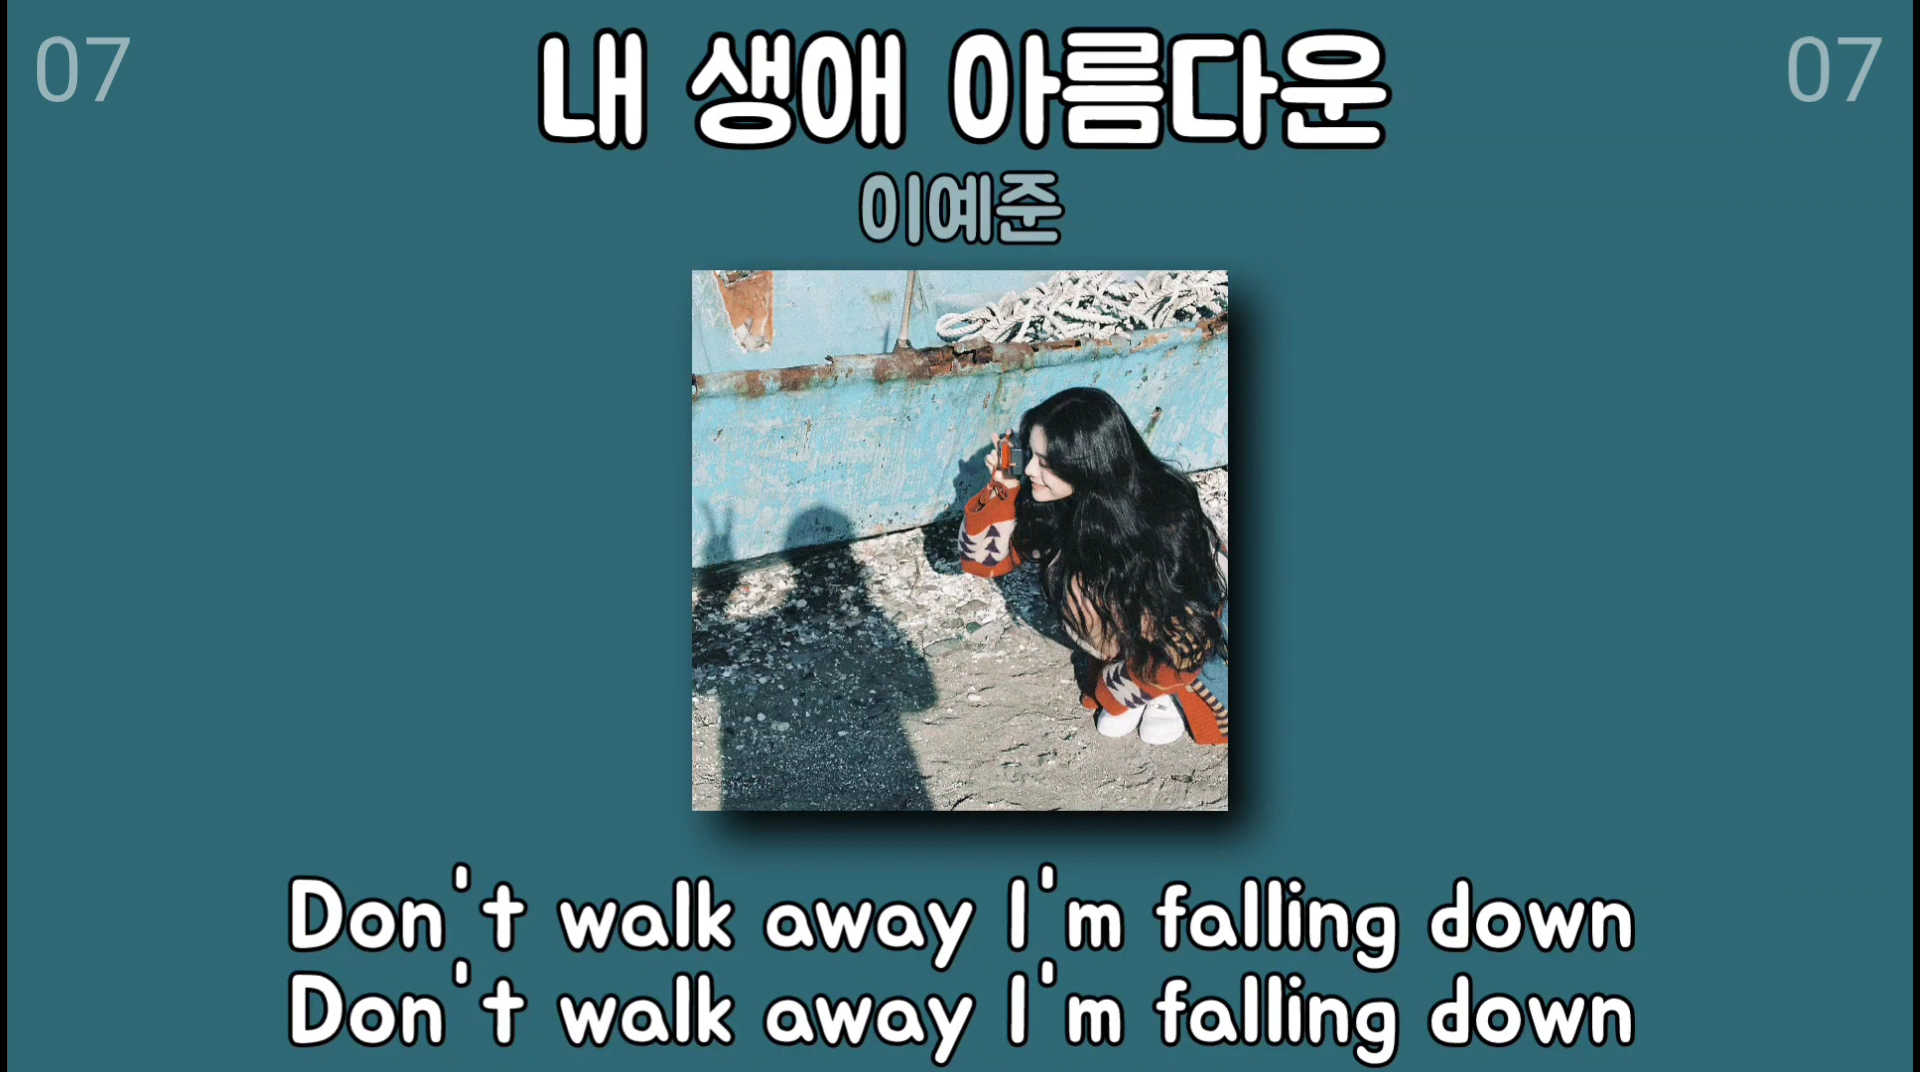 07
내 생애 아름다운
07
이예준
Don't walk away I'm falling down
Don't walk away I'm falling down